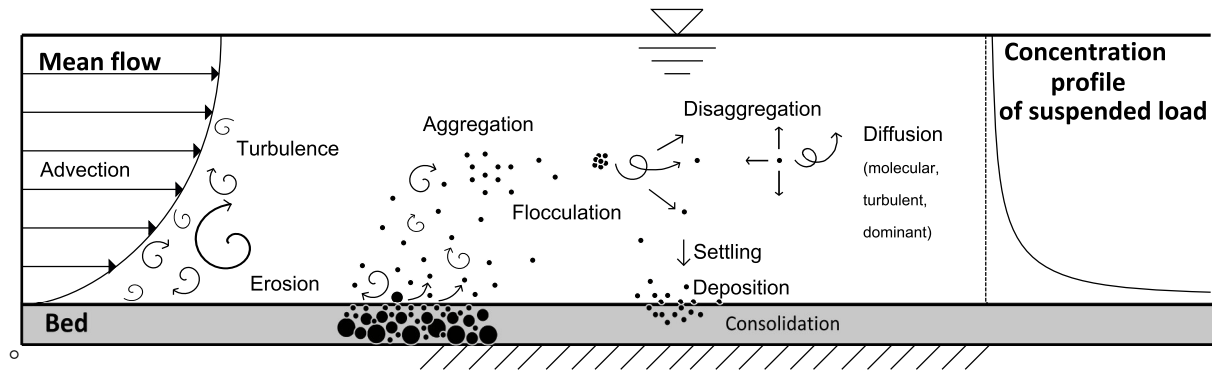 Mean flow
Advection
Turbulence
Erosion
Aggregation
Flocculation
Disaggregation
Diffusion
(molecular,
turbulent,
dominant)
Settling
Deposition
Consolidation
Bed
Concentration
profile
of suspended load